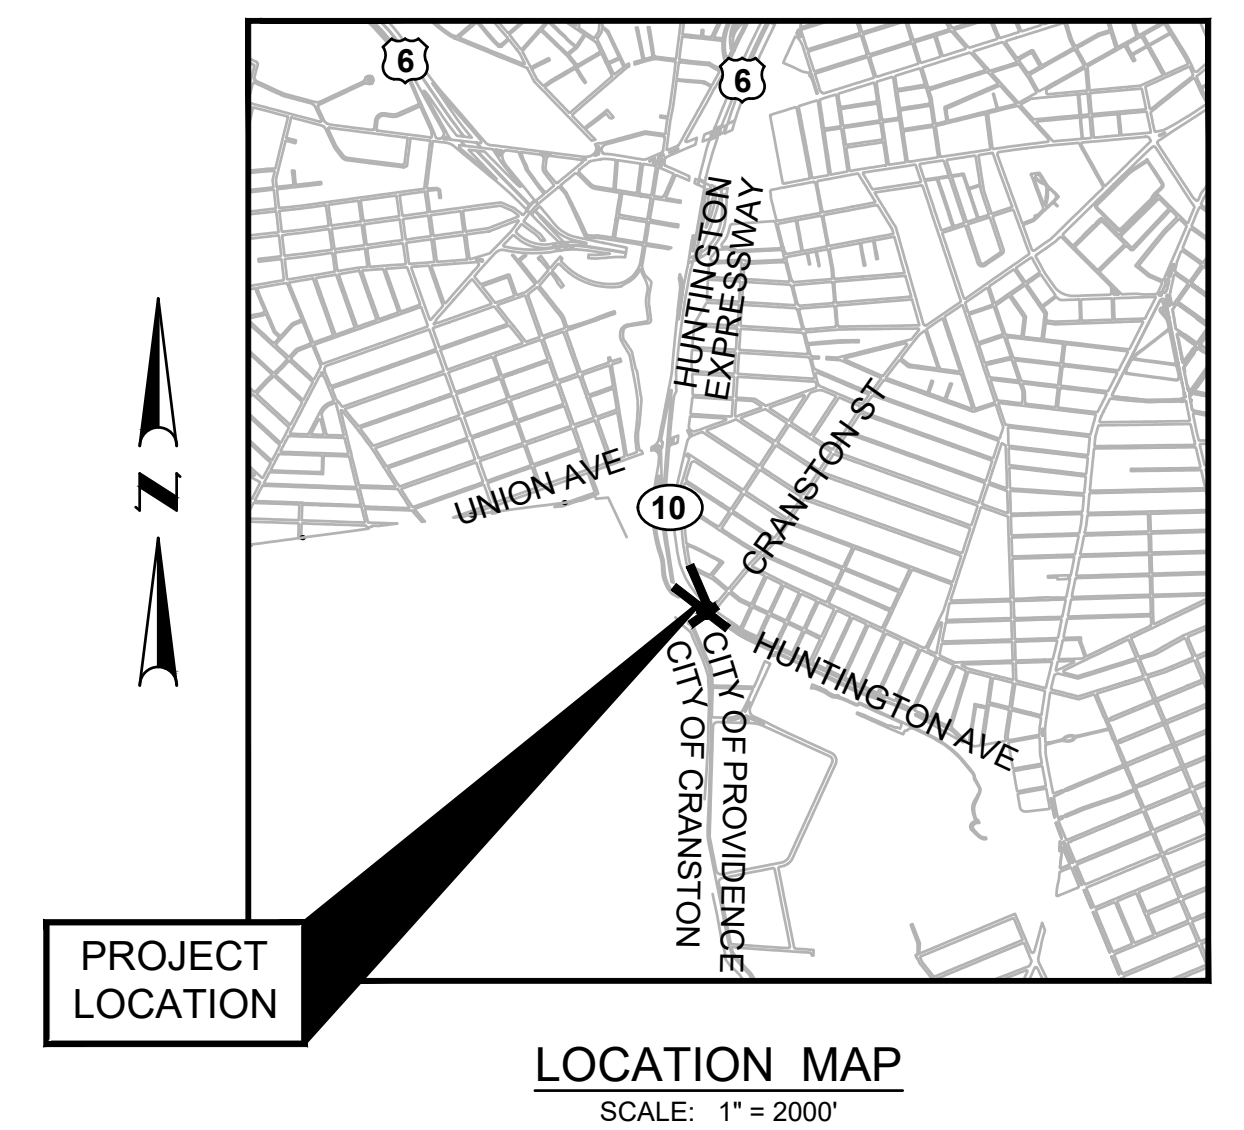 6
6
HUNTINGTON
EXPRESSWAY
CRANSTON ST
UNION AVE
10
N
HUNTINGTON AVE
CITY OF PROVIDENCE
CITY OF CRANSTON
PROJECT
LOCATION
LOCATION MAP
SCALE: 1" = 2000'